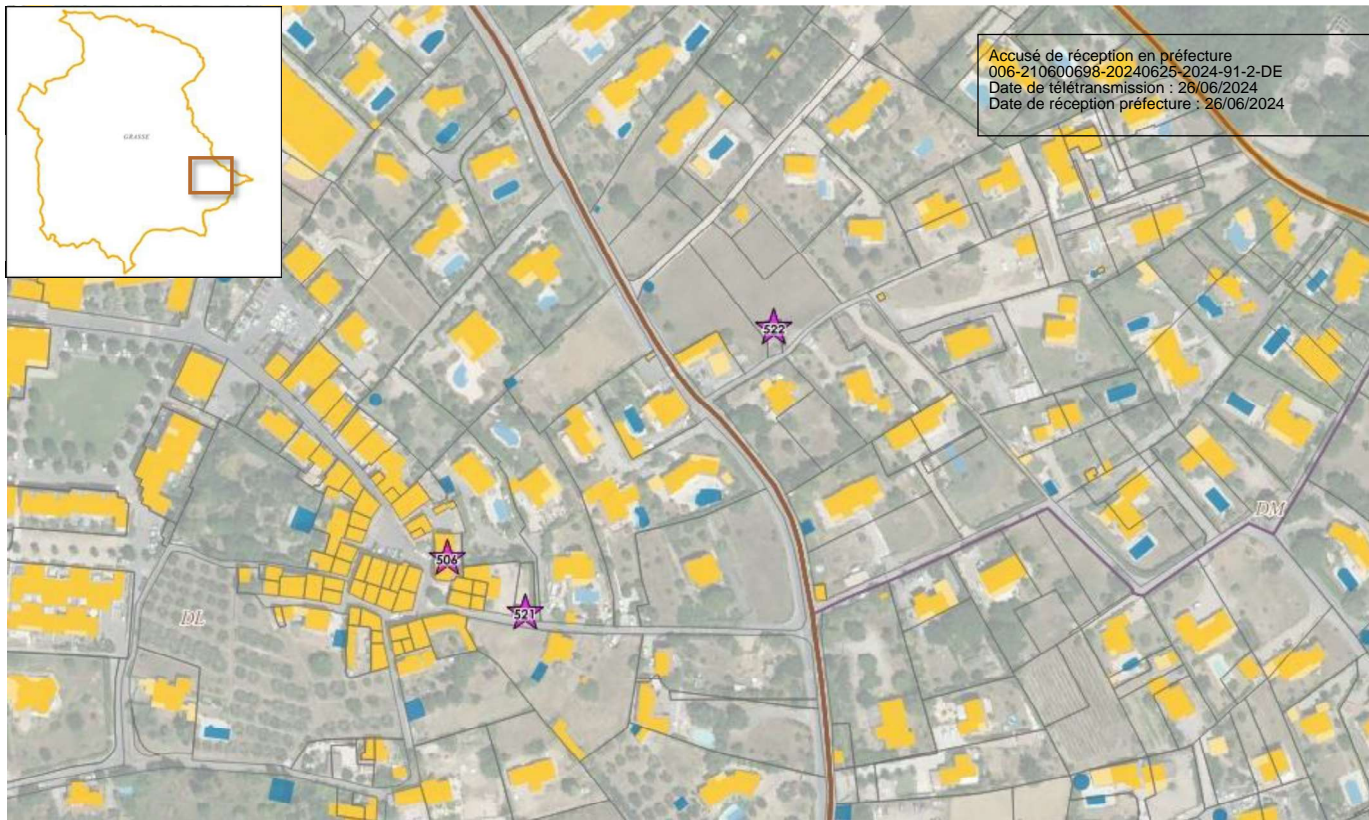 GRASSE
Accusé de réception en préfecture
006-210600698-20240625-2024-91-2-DE
Date de télétransmission : 26/06/2024
Date de réception préfecture : 26/06/2024
522
DM
506
521
DL